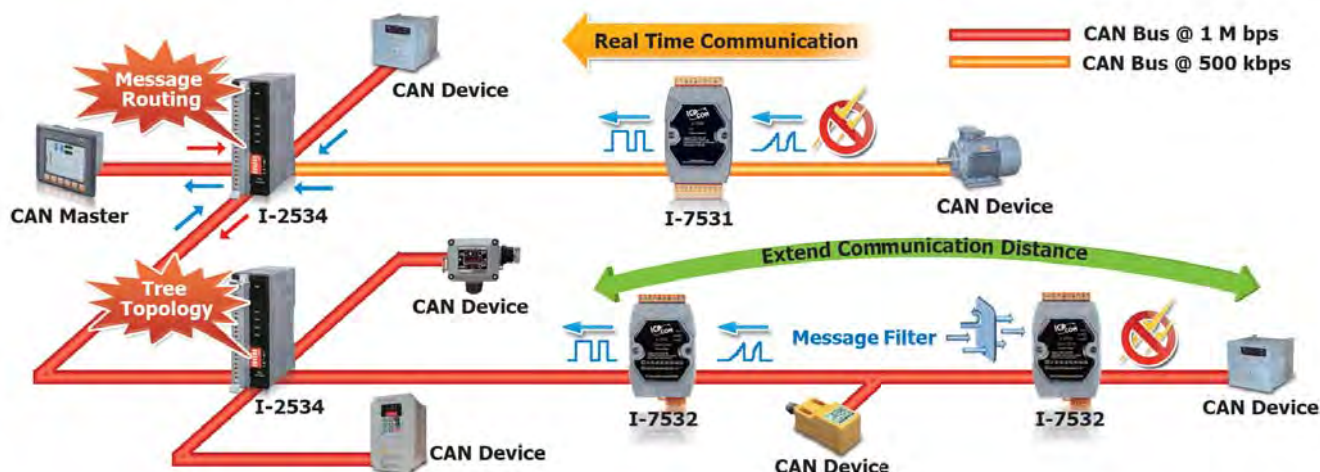 Message
Routing
Real Time Communication
CAN Bus @ 1 M bps
CAN Bus @ 500 kbps
CAN Device
CAN Master
I-2534
I-7531
CAN Device
Extend Communication Distance
Tree
Topology
CAN Device
Message Filter
I-2534
I-7532
I-7532
CAN Device
CAN Device
CAN Device